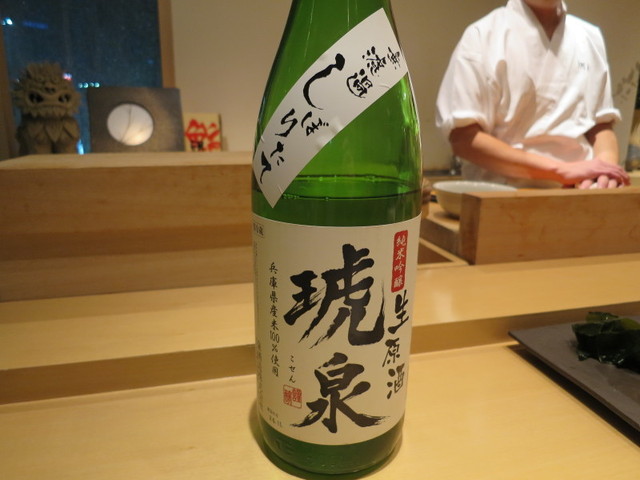 無濾過
しぼりたて
純米吟醸
生原酒
琥泉
こせん
兵庫県産米100%使用